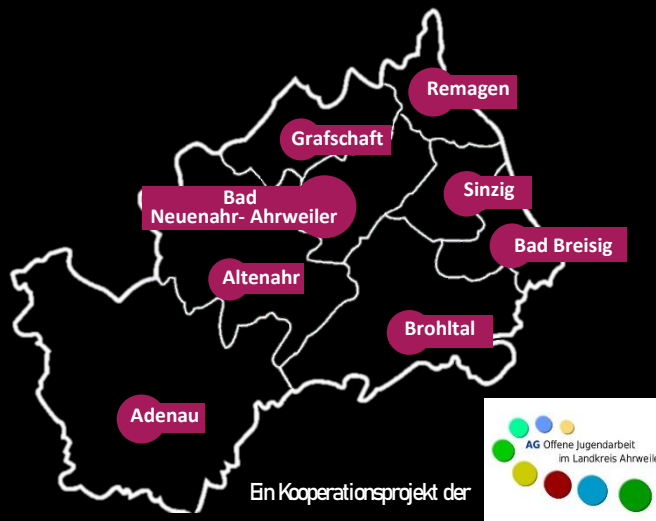 Remagen
Grafschaft
Bad
Neuenahr- Ahrweiler
Sinzig
Bad Breisig
Altenahr
Brohltal
Adenau
Ein Kooperationsprojekt der
AG Offene Jugendarbeit
im Landkreis Ahrweile